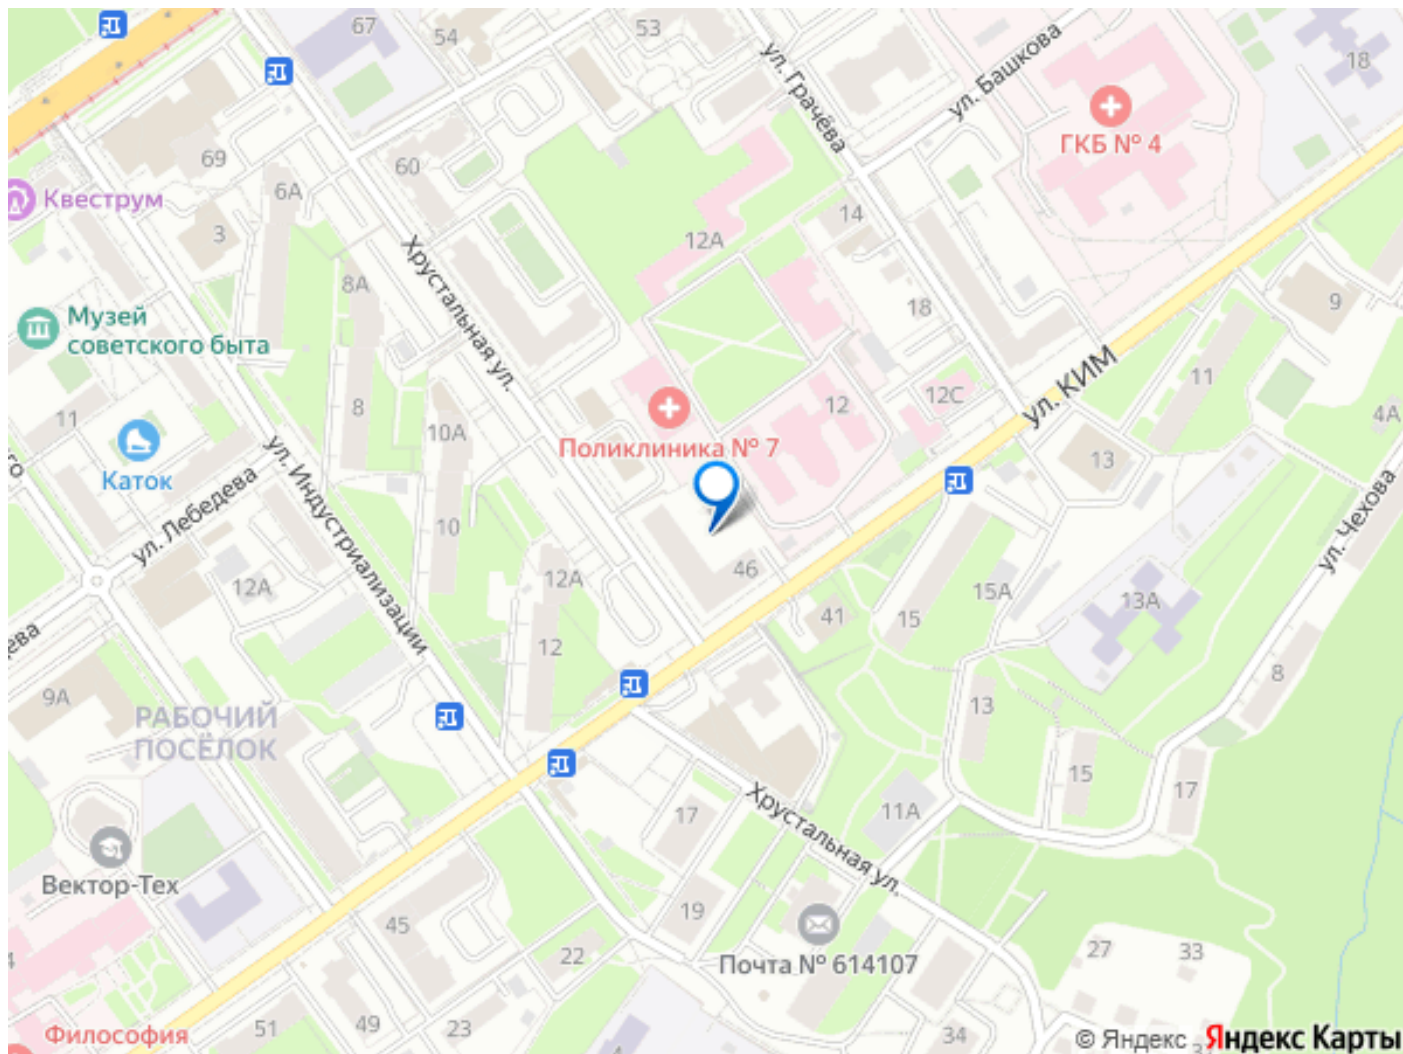 67
54
53
ул. Грачёва
ул. Башкова
18
ГКБ № 4
69
60
6А
Квеструм
3
12А
14
8А
Хрустальная ул.
18
9
Музей
советского быта
11
8
10А
12
12С
ул. КИМ
11
4А
Каток
ул. Лебедева
ул. Индустриализации
Поликлиника № 7
13
10
ул. Чехова
12А
12А
46
15А
13А
41
15
12
9А
8
РАБОЧИЙ
ПОСЁЛОК
13
15
17
Хрустальная ул.
17
11А
Вектор-Тех
45
19
22
Почта № 614107
27
33
Философия
51
49
23
34
© Яндекс Яндекс Карты